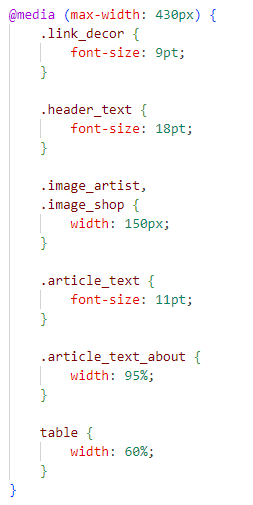 @media (max-width: 430px) {
.link_decor {
font-size: 9pt;
}
.header_text {
font-size: 18pt;
}
.image_artist,
.image_shop {
width: 150px;
}
.article_text {
font-size: 11pt;
}
.article_text_about {
width: 95%;
}
table {
width: 60%;
}
}